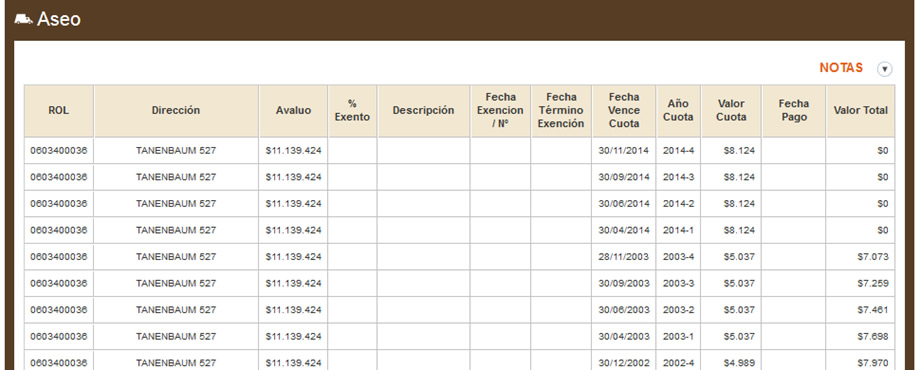 Aseo
NOTAS
ROL Dirección Avaluo % Exento Descripción Fecha Exencion / Nº Fecha Término Exención Fecha Vence Cuota Año Cuota Valor Cuota Fecha Pago Valor Total
0603400036 TANENBAUM 527 $11.139.424 30/11/2014 2014-4 $8.124 $0
0603400036 TANENBAUM 527 $11.139.424 30/09/2014 2014-3 $8.124 $0
0603400036 TANENBAUM 527 $11.139.424 30/06/2014 2014-2 $8.124 $0
0603400036 TANENBAUM 527 $11.139.424 30/04/2014 2014-1 $8.124 $0
0603400036 TANENBAUM 527 $11.139.424 28/11/2003 2003-4 $5.037 $7.073
0603400036 TANENBAUM 527 $11.139.424 30/09/2003 2003-3 $5.037 $7.259
0603400036 TANENBAUM 527 $11.139.424 30/06/2003 2003-2 $5.037 $7.461
0603400036 TANENBAUM 527 $11.139.424 30/04/2003 2003-1 $5.037 $7.698
0603400036 TANENBAUM 527 $11.139.424 30/12/2002 2002-4 $4.989 $7.970